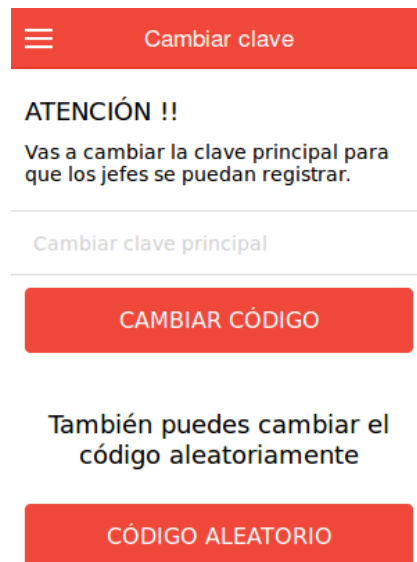 Cambiar clave
ATENCIÓN !!
Vas a cambiar la clave principal para
que los jefes se puedan registrar.
Cambiar clave principal
CAMBIAR CÓDIGO
También puedes cambiar el
código aleatoriamente
CÓDIGO ALEATORIO